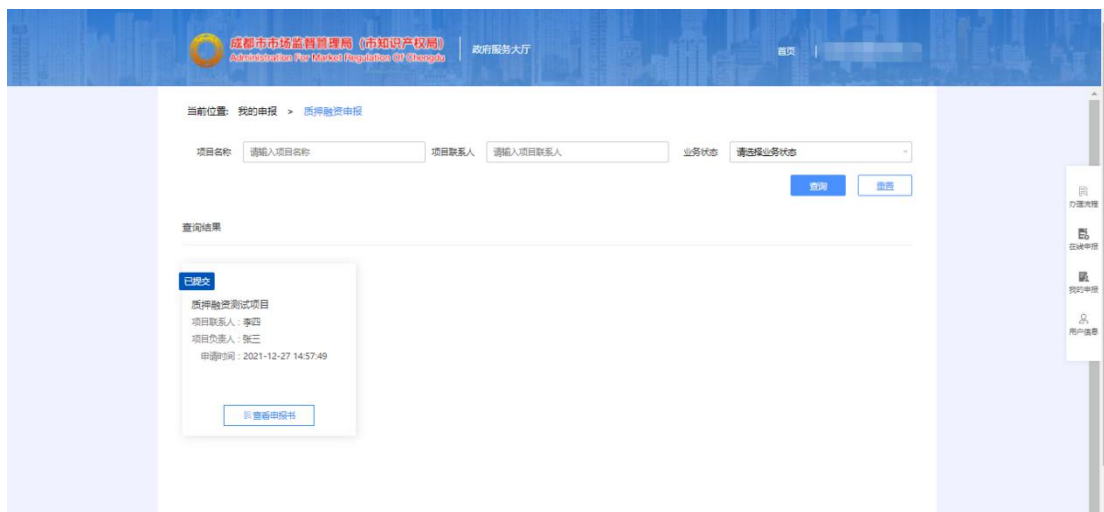 成都市市场监督管理局（市知识产权局）
Administration For Market Regulation Of Chengdu
政府服务大厅
首页 |
当前位置: 我的申报 > 质押融资申报
项目名称 请输入项目名称 项目联系人 请输入项目联系人 业务状态 请选择业务状态
查询 重置
查询结果
已提交
质押融资测试项目
项目联系人：李四
项目负责人：张三
申请时间：2021-12-27 14:57:49
查看申报书
办理流程
在线申报
我的申报
用户信息